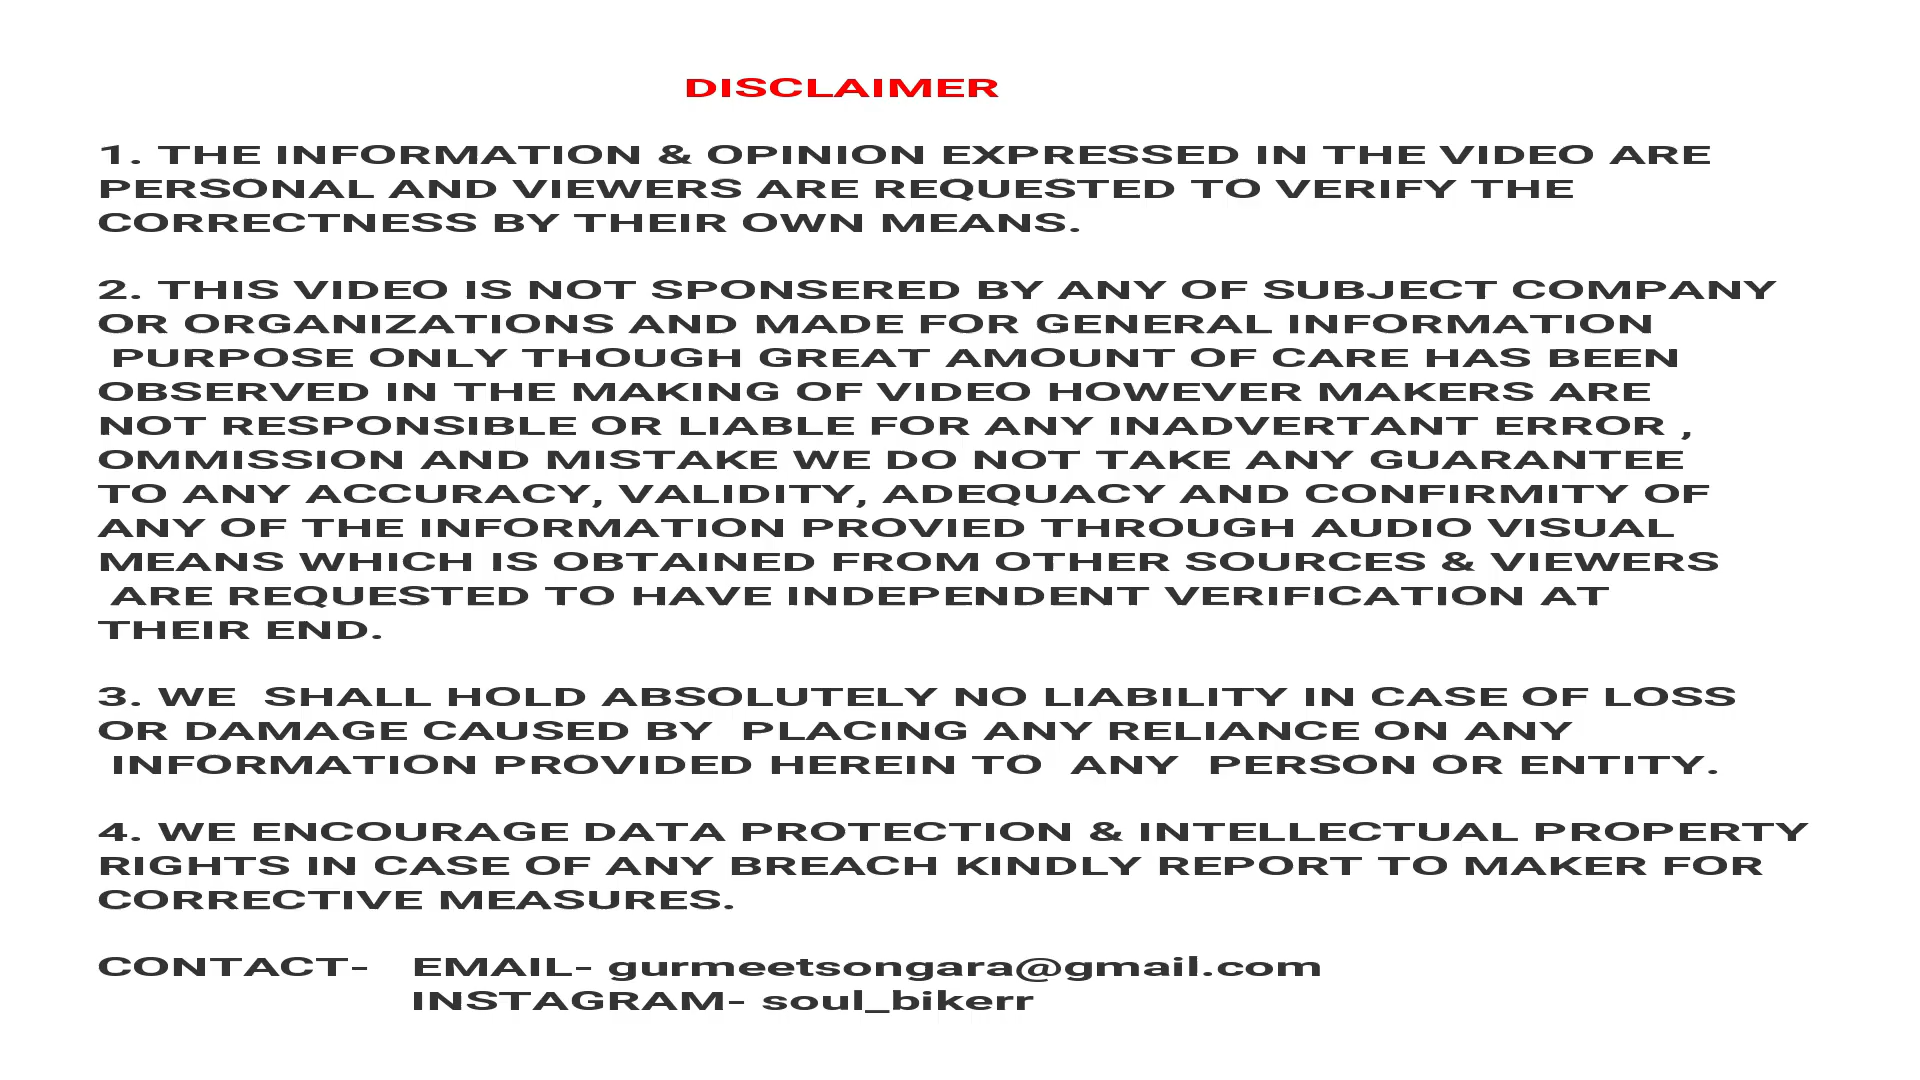 DISCLAIMER
1. THE INFORMATION & OPINION EXPRESSED IN THE VIDEO ARE
PERSONAL AND VIEWERS ARE REQUESTED TO VERIFY THE
CORRECTNESS BY THEIR OWN MEANS.
2. THIS VIDEO IS NOT SPONSERED BY ANY OF SUBJECT COMPANY
OR ORGANIZATIONS AND MADE FOR GENERAL INFORMATION
PURPOSE ONLY THOUGH GREAT AMOUNT OF CARE HAS BEEN
OBSERVED IN THE MAKING OF VIDEO HOWEVER MAKERS ARE
NOT RESPONSIBLE OR LIABLE FOR ANY INADVERTANT ERROR ,
OMMISSION AND MISTAKE WE DO NOT TAKE ANY GUARANTEE
TO ANY ACCURACY, VALIDITY, ADEQUACY AND CONFIRMITY OF
ANY OF THE INFORMATION PROVIED THROUGH AUDIO VISUAL
MEANS WHICH IS OBTAINED FROM OTHER SOURCES & VIEWERS
ARE REQUESTED TO HAVE INDEPENDENT VERIFICATION AT
THEIR END.
3. WE SHALL HOLD ABSOLUTELY NO LIABILITY IN CASE OF LOSS
OR DAMAGE CAUSED BY PLACING ANY RELIANCE ON ANY
INFORMATION PROVIDED HEREIN TO ANY PERSON OR ENTITY.
4. WE ENCOURAGE DATA PROTECTION & INTELLECTUAL PROPERTY
RIGHTS IN CASE OF ANY BREACH KINDLY REPORT TO MAKER FOR
CORRECTIVE MEASURES.
CONTACT- EMAIL- gurmeetsongara@gmail.com
INSTAGRAM- soul_bikerr